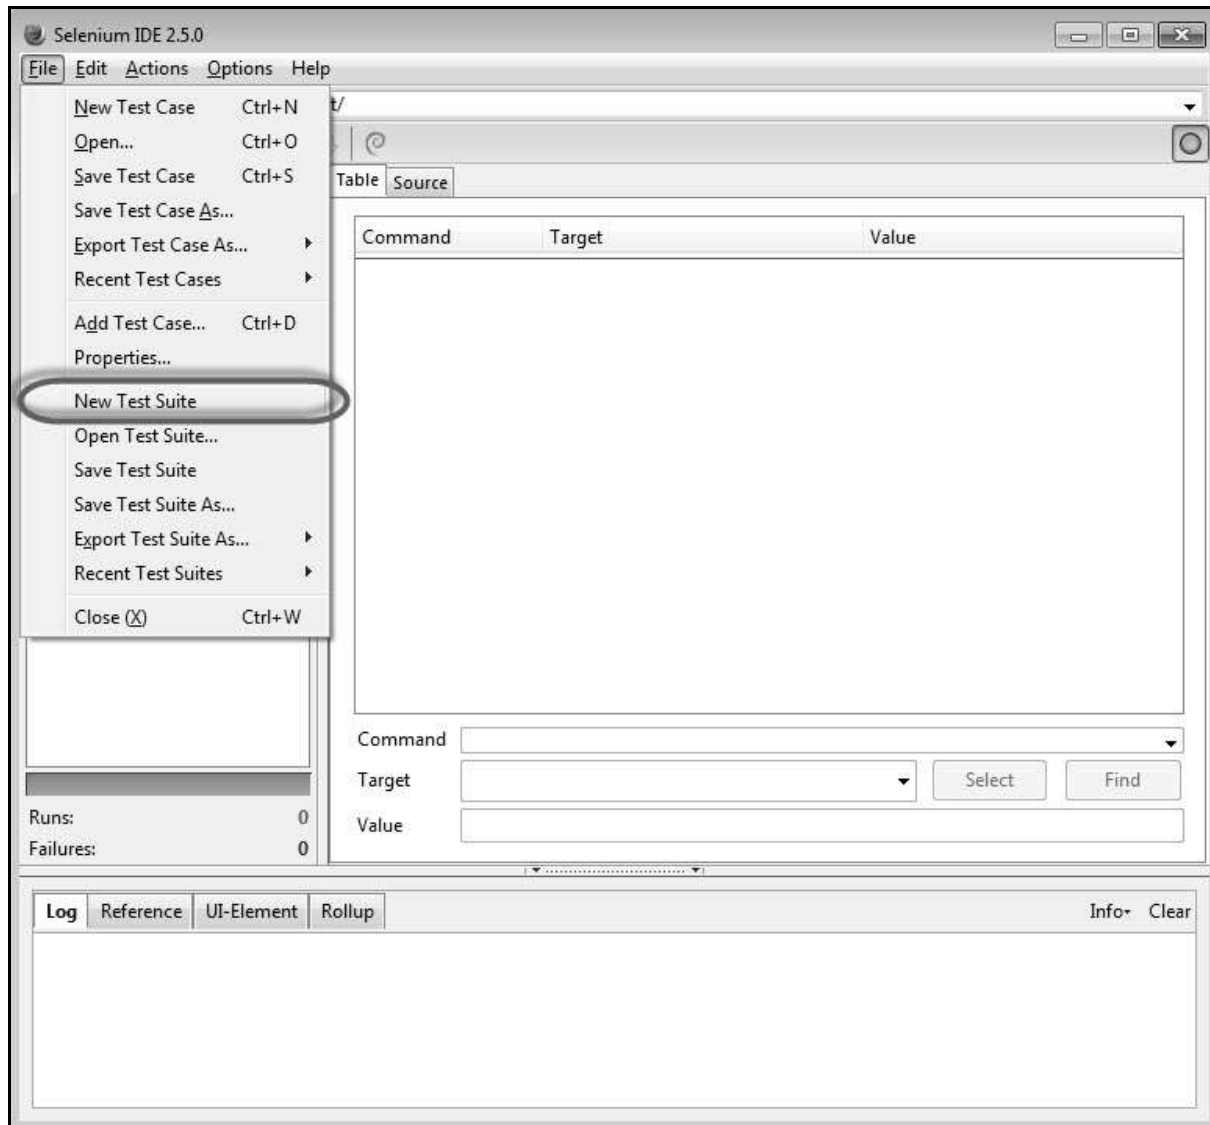 Selenium IDE 2.5.0
File Edit Actions Options Help
New Test Case Ctrl+N
Open... Ctrl+O
Save Test Case Ctrl+S
Save Test Case As...
Export Test Case As...
Recent Test Cases
Add Test Case... Ctrl+D
Properties...
New Test Suite
Open Test Suite...
Save Test Suite
Save Test Suite As...
Export Test Suite As...
Recent Test Suites
Close (X) Ctrl+W
t/
Table Source
Command Target Value
Command
Target Select Find
Value
Runs: 0
Failures: 0
Log Reference UI-Element Rollup Info Clear